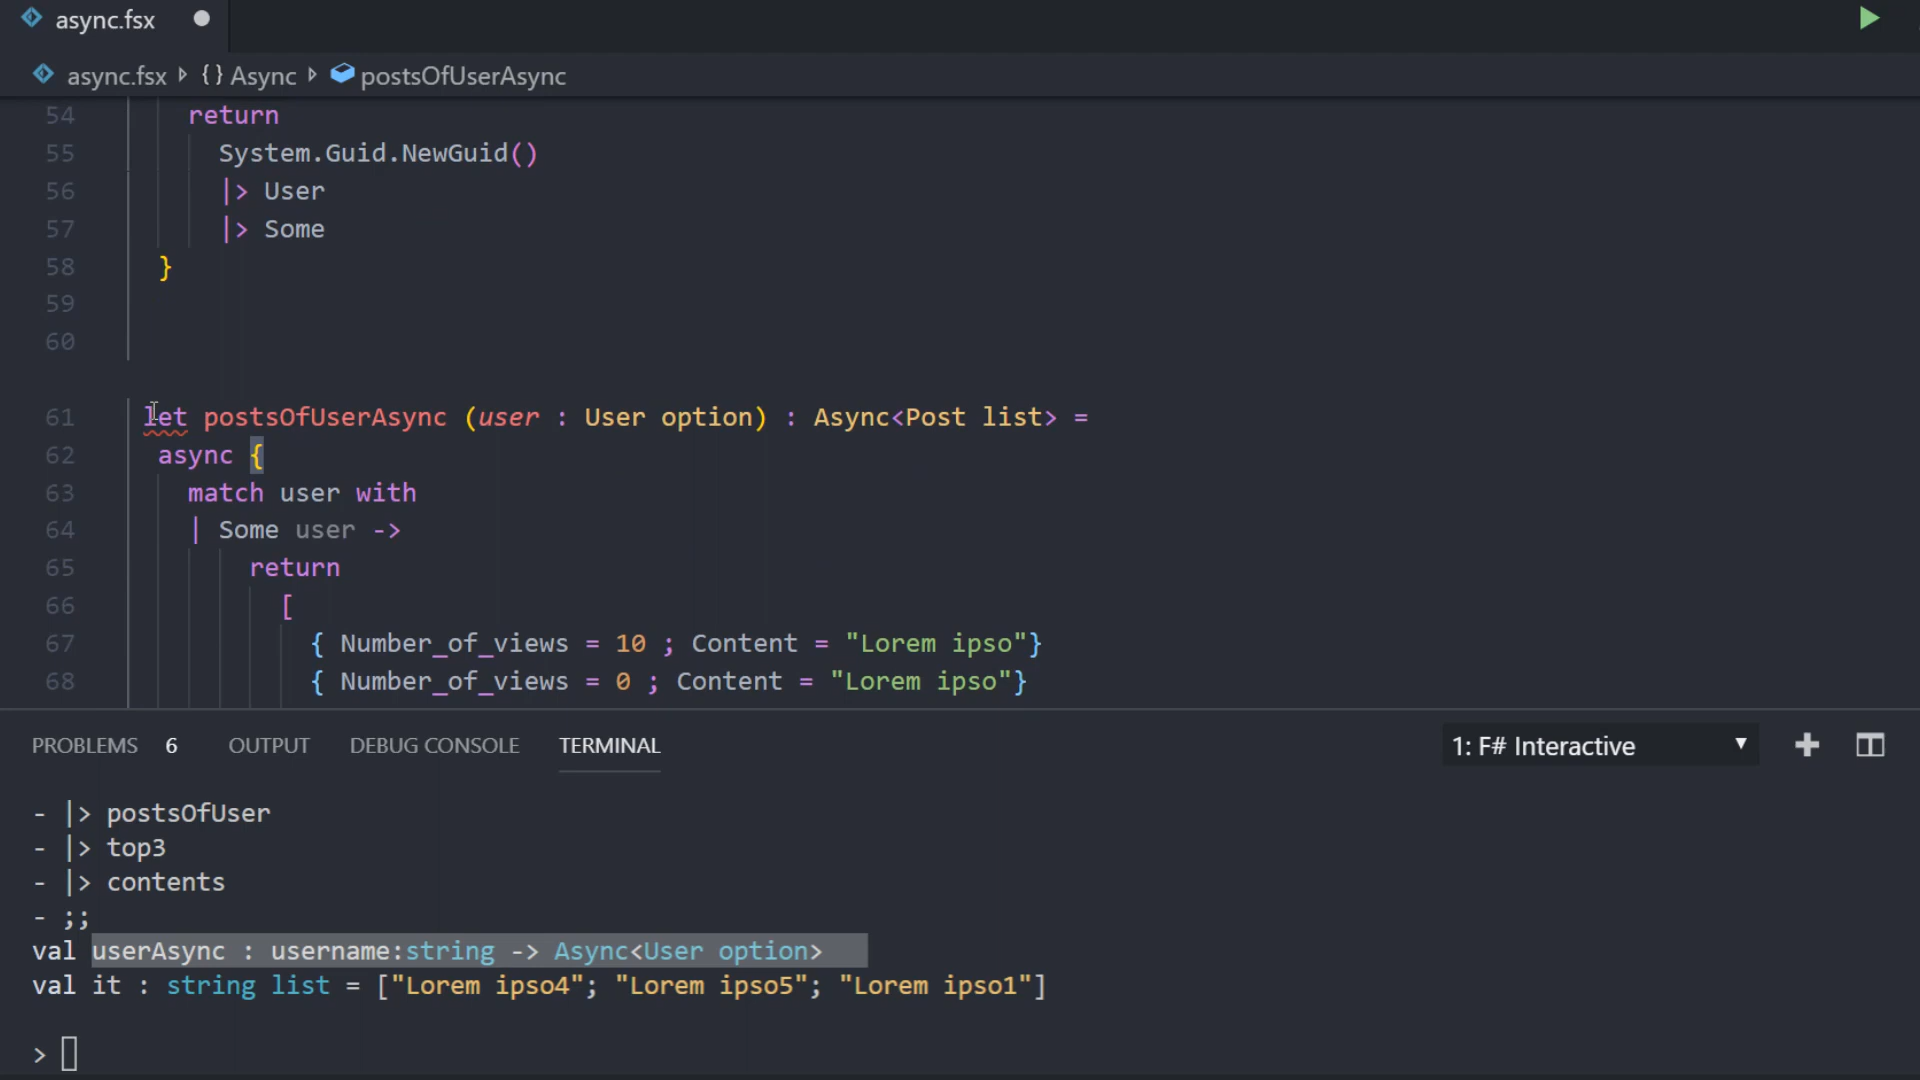 async.fsx
async.fsx {} Async postsOfUserAsync
54 return
55 System.Guid.NewGuid()
56 |> User
57 |> Some
58 }
59
60
61 let postsOfUserAsync (user : User option) : Async<Post list> =
62 async {
63 match user with
64 | Some user ->
65 return
66 [
67 { Number_of_views = 10 ; Content = "Lorem ipso"}
68 { Number_of_views = 0 ; Content = "Lorem ipso"}
PROBLEMS 6 OUTPUT DEBUG CONSOLE TERMINAL 1: F# Interactive
- |> postsOfUser
- |> top3
- |> contents
- ;;
val userAsync : username:string -> Async<User option>
val it : string list = ["Lorem ipso4"; "Lorem ipso5"; "Lorem ipso1"]
>